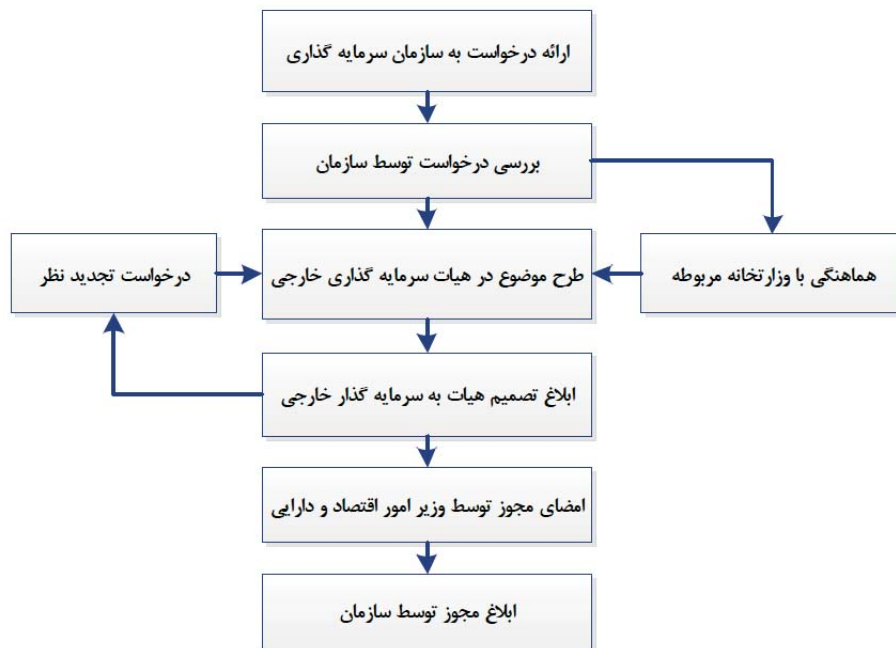 ارائه درخواست به سازمان سرمایه گذاری
بررسی درخواست توسط سازمان
هماهنگی با وزارتخانه مربوطه
طرح موضوع در هیات سرمایه گذاری خارجی
درخواست تجدید نظر
ابلاغ تصمیم هیات به سرمایه گذار خارجی
امضای مجوز توسط وزیر امور اقتصاد و دارایی
ابلاغ مجوز توسط سازمان